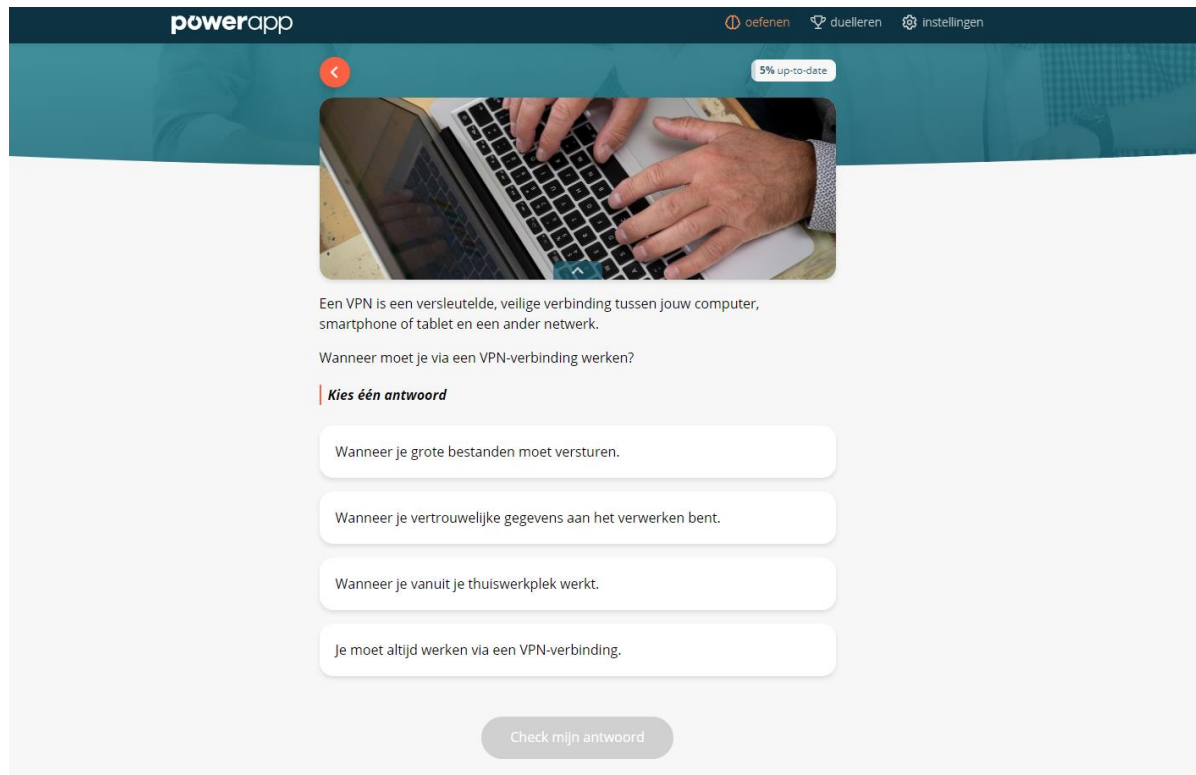 powerapp
oefenen
duelleren
instellingen
5% up-to-date
Een VPN is een versleutelde, veilige verbinding tussen jouw computer,
smartphone of tablet en een ander netwerk.
Wanneer moet je via een VPN-verbinding werken?
Kies één antwoord
Wanneer je grote bestanden moet versturen.
Wanneer je vertrouwelijke gegevens aan het verwerken bent.
Wanneer je vanuit je thuiswerkplek werkt.
Je moet altijd werken via een VPN-verbinding.
Check mijn antwoord